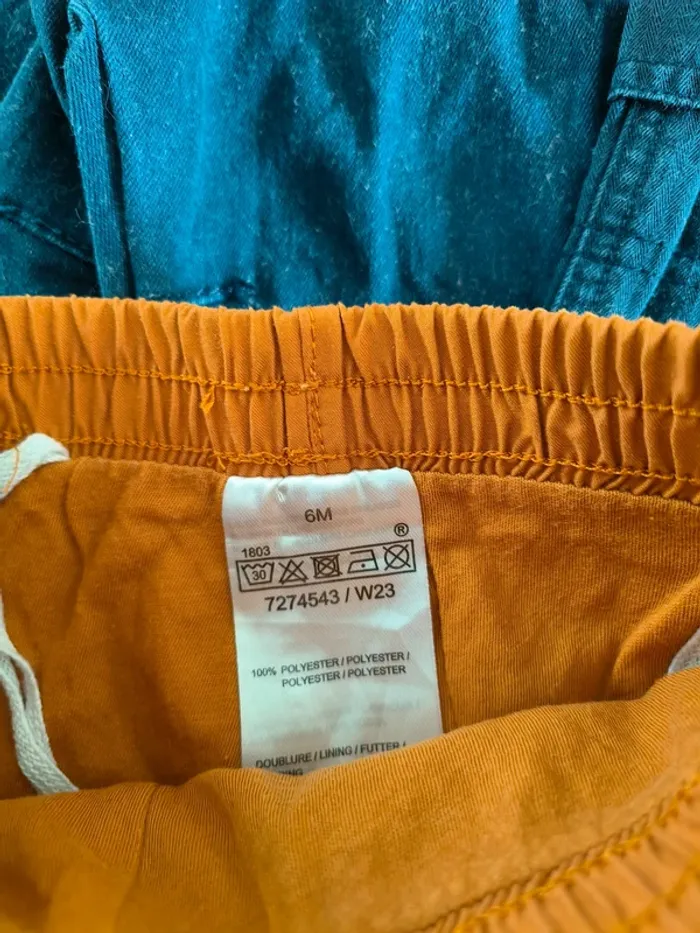 6M
®
1803
30
7274543 / W23
100% POLYESTER / POLYESTER /
POLYESTER / POLYESTER
DOUBLURE / LINING / FUTTER /